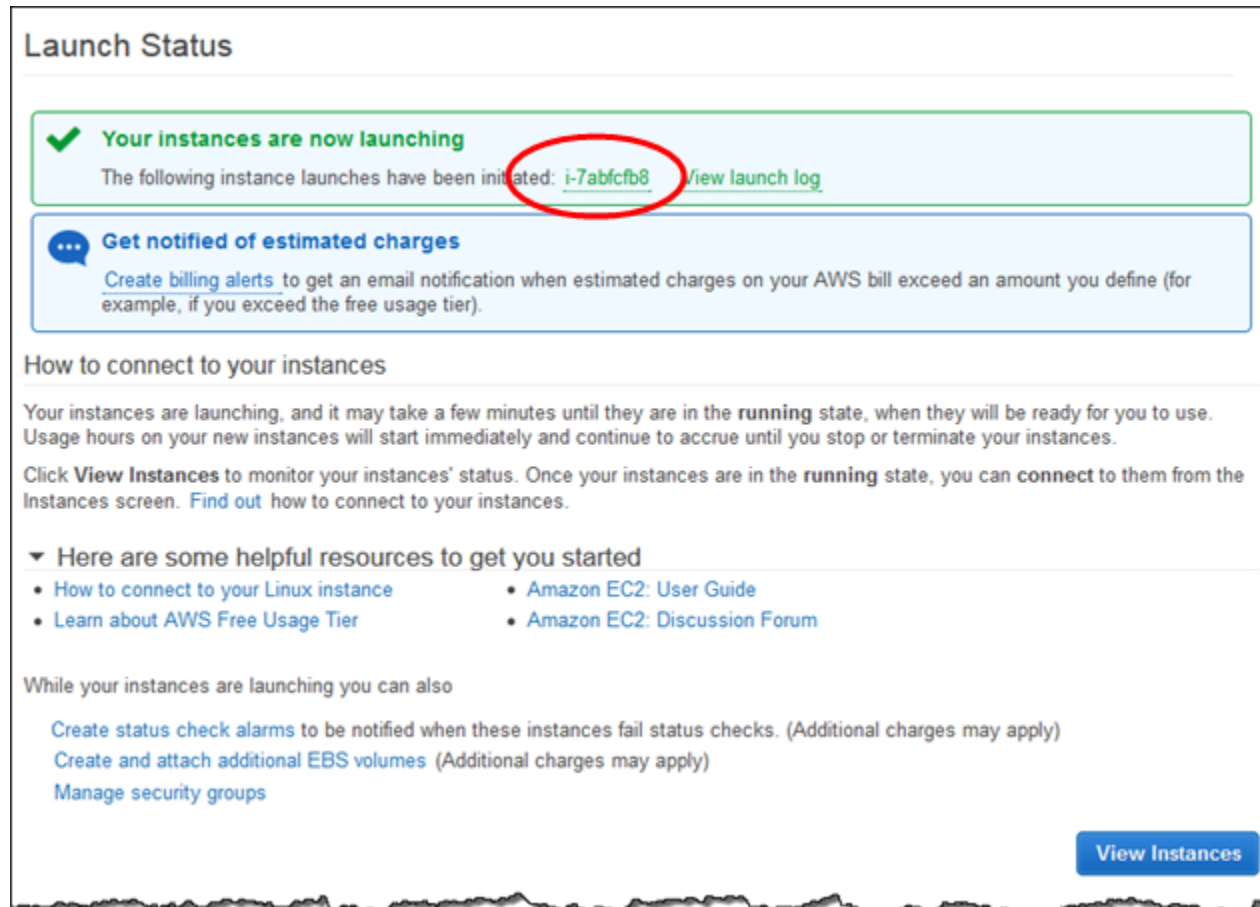 Launch Status
Your instances are now launching
The following instance launches have been initiated: i-7abfcfb8 View launch log
Get notified of estimated charges
Create billing alerts to get an email notification when estimated charges on your AWS bill exceed an amount you define (for
example, if you exceed the free usage tier).
How to connect to your instances
Your instances are launching, and it may take a few minutes until they are in the running state, when they will be ready for you to use.
Usage hours on your new instances will start immediately and continue to accrue until you stop or terminate your instances.
Click View Instances to monitor your instances' status. Once your instances are in the running state, you can connect to them from the
Instances screen. Find out how to connect to your instances.
Here are some helpful resources to get you started
• How to connect to your Linux instance
• Amazon EC2: User Guide
• Learn about AWS Free Usage Tier
• Amazon EC2: Discussion Forum
While your instances are launching you can also
Create status check alarms to be notified when these instances fail status checks. (Additional charges may apply)
Create and attach additional EBS volumes (Additional charges may apply)
Manage security groups
View Instances